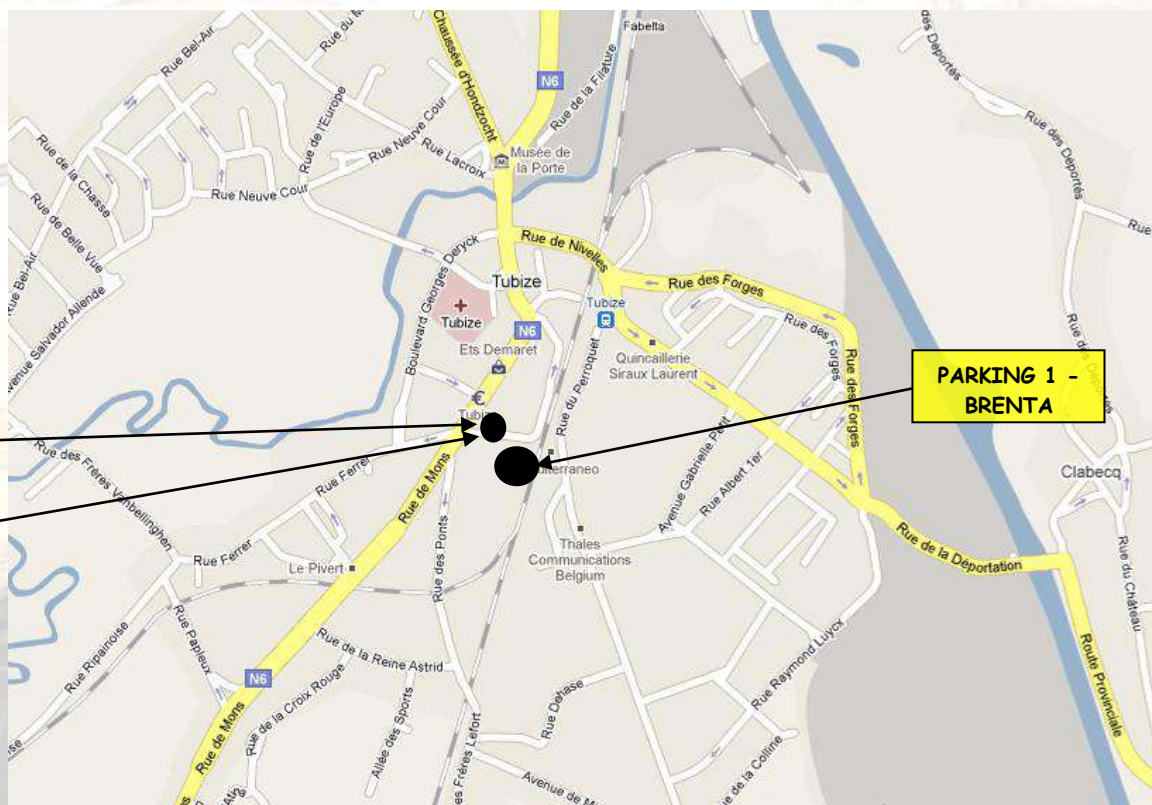 Fabelta
des Déportés
Rue Bel-Air
Rue du M
Chaussée d'Hondzocht
N6
Rue de la Filature
Rue de l'Europe
Rue Neuve Cour
Rue Lacroix
Musée de
la Porte
Rue des Déportés
Rue de la Chasse
Rue Neuve Cour
Rue
Rue de Belle Vue
Rue Bel-Air
Avenue Salvador Allende
Boulevard Georges Deryck
Rue de Nivelles
Tubize
Rue des Forges
Tubize
Tubize
N6
Rue des Forges
Rue des Forges
Ets Demaret
Quincaillerie
Siraux Laurent
PARKING 1 -
BRENTA
Rue du Perroquet
€
Rue des Frères Vanbellinghen
Rue Ferrer
Rue de Mons
Avenue Gabrielle Petit
Rue Albert 1er
Clabecq
Rue Ferrer
Le Pivert
Rue des Ponts
Thales
Communications
Belgium
Rue de la Déportation
Rue du Château
Rue Ripainoise
Rue Papleux
Rue de la Reine Astrid
Rue Raymond Luycx
Route Provinciale
N6
Rue de Mons
Rue de la Croix Rouge
Allée des Sports
es Frères Lefort
Rue Dehase
Avenue de M
e de la Colline